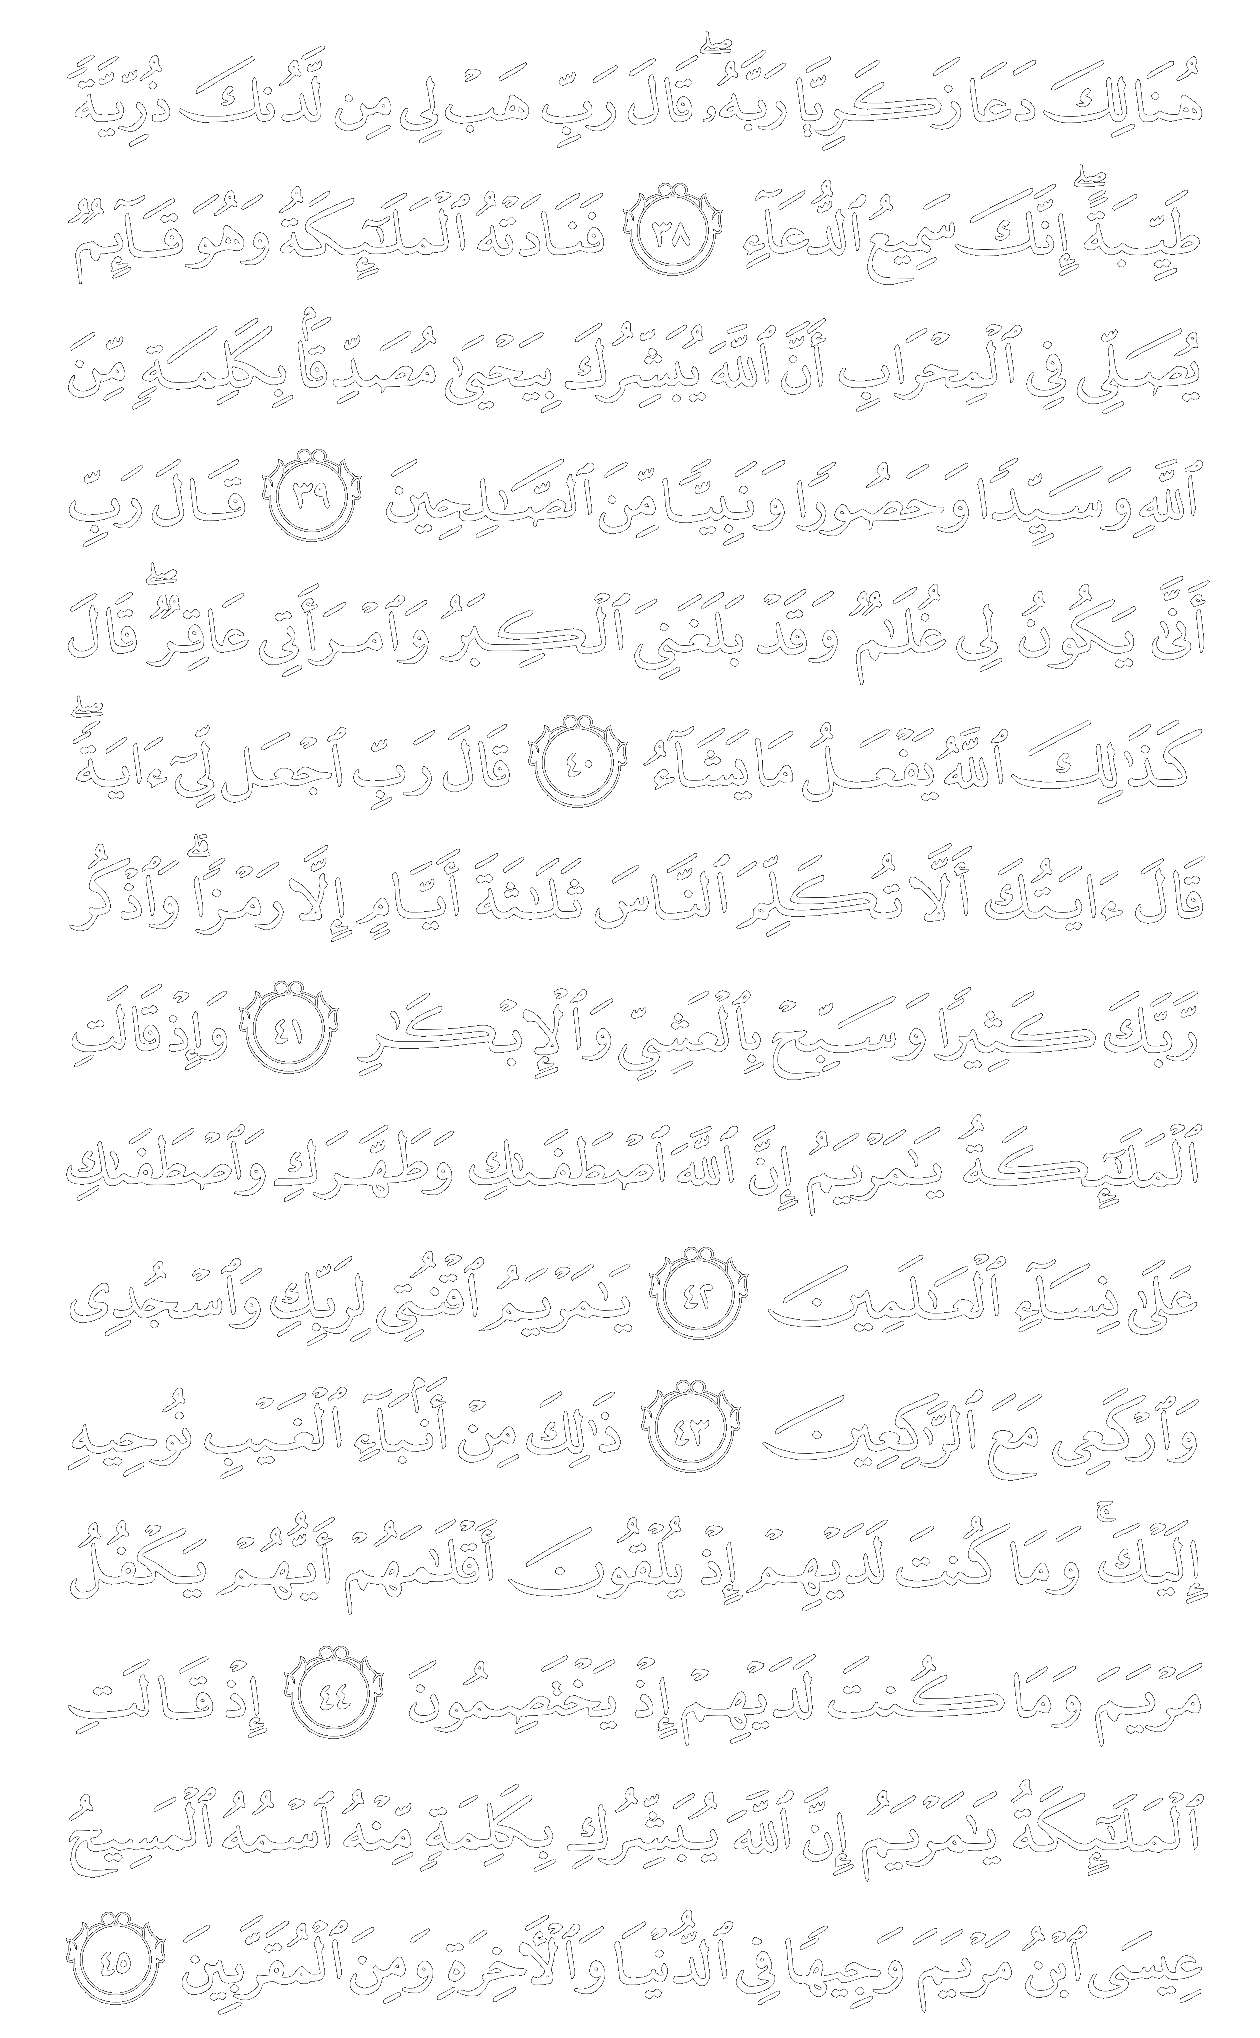 هُنَالِكَ دَعَا زَكَرِيَّا رَبَّهُۥ ۖ قَالَ رَبِّ هَبْ لِى مِن لَّدُنكَ ذُرِّيَّةً
طَيِّبَةً ۖ إِنَّكَ سَمِيعُ ٱلدُّعَآءِ ٣٨ فَنَادَتْهُ ٱلْمَلَـٰٓئِكَةُ وَهُوَ قَآئِمٌ
يُصَلِّى فِى ٱلْمِحْرَابِ أَنَّ ٱللَّهَ يُبَشِّرُكَ بِيَحْيَىٰ مُصَدِّقًۢا بِكَلِمَةٍ مِّنَ
ٱللَّهِ وَسَيِّدًا وَحَصُورًا وَنَبِيًّا مِّنَ ٱلصَّـٰلِحِينَ ٣٩ قَالَ رَبِّ
أَنَّىٰ يَكُونُ لِى غُلَـٰمٌ وَقَدْ بَلَغَنِىَ ٱلْكِبَرُ وَٱمْرَأَتِى عَاقِرٌ ۖ قَالَ
كَذَٰلِكَ ٱللَّهُ يَفْعَلُ مَا يَشَآءُ ٤٠ قَالَ رَبِّ ٱجْعَل لِّىٓ ءَايَةً ۖ
قَالَ ءَايَتُكَ أَلَّا تُكَلِّمَ ٱلنَّاسَ ثَلَـٰثَةَ أَيَّامٍ إِلَّا رَمْزًا ۗ وَٱذْكُر
رَّبَّكَ كَثِيرًا وَسَبِّحْ بِٱلْعَشِىِّ وَٱلْإِبْكَـٰرِ ٤١ وَإِذْ قَالَتِ
ٱلْمَلَـٰٓئِكَةُ يَـٰمَرْيَمُ إِنَّ ٱللَّهَ ٱصْطَفَىٰكِ وَطَهَّرَكِ وَٱصْطَفَىٰكِ
عَلَىٰ نِسَآءِ ٱلْعَـٰلَمِينَ ٤٢ يَـٰمَرْيَمُ ٱقْنُتِى لِرَبِّكِ وَٱسْجُدِى
وَٱرْكَعِى مَعَ ٱلرَّٰكِعِينَ ٤٣ ذَٰلِكَ مِنْ أَنۢبَآءِ ٱلْغَيْبِ نُوحِيهِ
إِلَيْكَ ۚ وَمَا كُنتَ لَدَيْهِمْ إِذْ يُلْقُونَ أَقْلَـٰمَهُمْ أَيُّهُمْ يَكْفُلُ
مَرْيَمَ وَمَا كُنتَ لَدَيْهِمْ إِذْ يَخْتَصِمُونَ ٤٤ إِذْ قَالَتِ
ٱلْمَلَـٰٓئِكَةُ يَـٰمَرْيَمُ إِنَّ ٱللَّهَ يُبَشِّرُكِ بِكَلِمَةٍ مِّنْهُ ٱسْمُهُ ٱلْمَسِيحُ
عِيسَى ٱبْنُ مَرْيَمَ وَجِيهًا فِى ٱلدُّنْيَا وَٱلْـَٔاخِرَةِ وَمِنَ ٱلْمُقَرَّبِينَ ٤٥